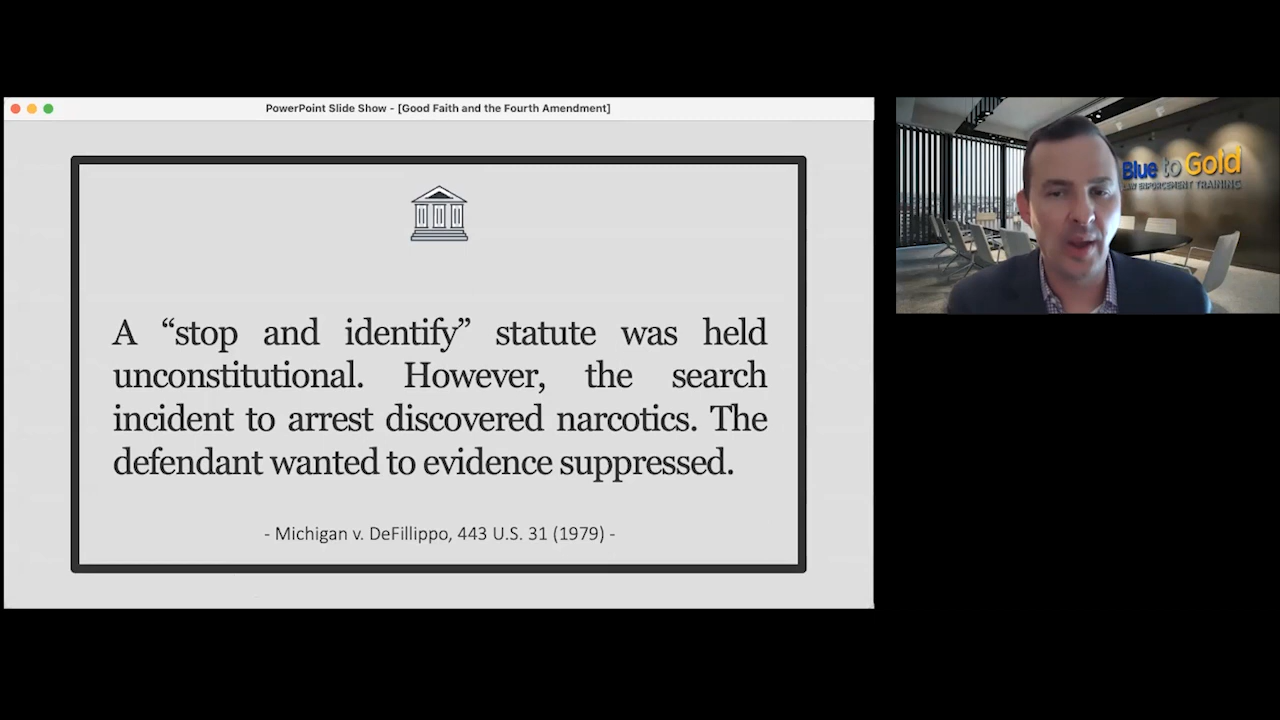 PowerPoint Slide Show - [Good Faith and the Fourth Amendment]
A “stop and identify” statute was held
unconstitutional. However, the search
incident to arrest discovered narcotics. The
defendant wanted to evidence suppressed.
- Michigan v. DeFillippo, 443 U.S. 31 (1979) -
Blue to Gold
LAW ENFORCEMENT TRAINING